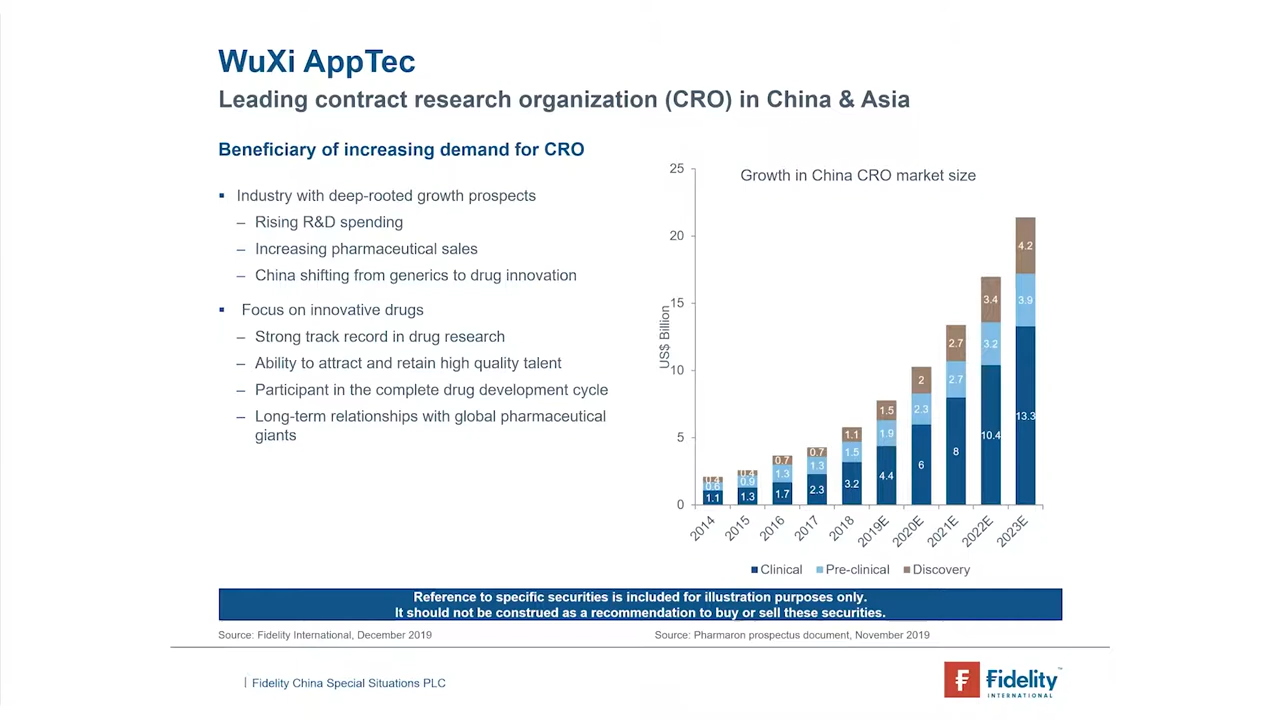 WuXi AppTec
Leading contract research organization (CRO) in China & Asia
Beneficiary of increasing demand for CRO
▪ Industry with deep-rooted growth prospects
– Rising R&D spending
– Increasing pharmaceutical sales
– China shifting from generics to drug innovation
▪ Focus on innovative drugs
– Strong track record in drug research
– Ability to attract and retain high quality talent
– Participant in the complete drug development cycle
– Long-term relationships with global pharmaceutical
giants
Growth in China CRO market size
US$ Billion
25
20
15
10
5
0
0.4 0.4 0.7 0.7 1.1 1.5 2 2.7 3.4 4.2
0.6 0.9 1.3 1.3 1.5 1.9 2.3 2.7 3.2 3.9
1.1 1.3 1.7 2.3 3.2 4.4 6 8 10.4 13.3
2014 2015 2016 2017 2018 2019E 2020E 2021E 2022E 2023E
Clinical Pre-clinical Discovery
Reference to specific securities is included for illustration purposes only.
It should not be construed as a recommendation to buy or sell these securities.
Source: Fidelity International, December 2019
Source: Pharmaron prospectus document, November 2019
| Fidelity China Special Situations PLC
Fidelity™
INTERNATIONAL